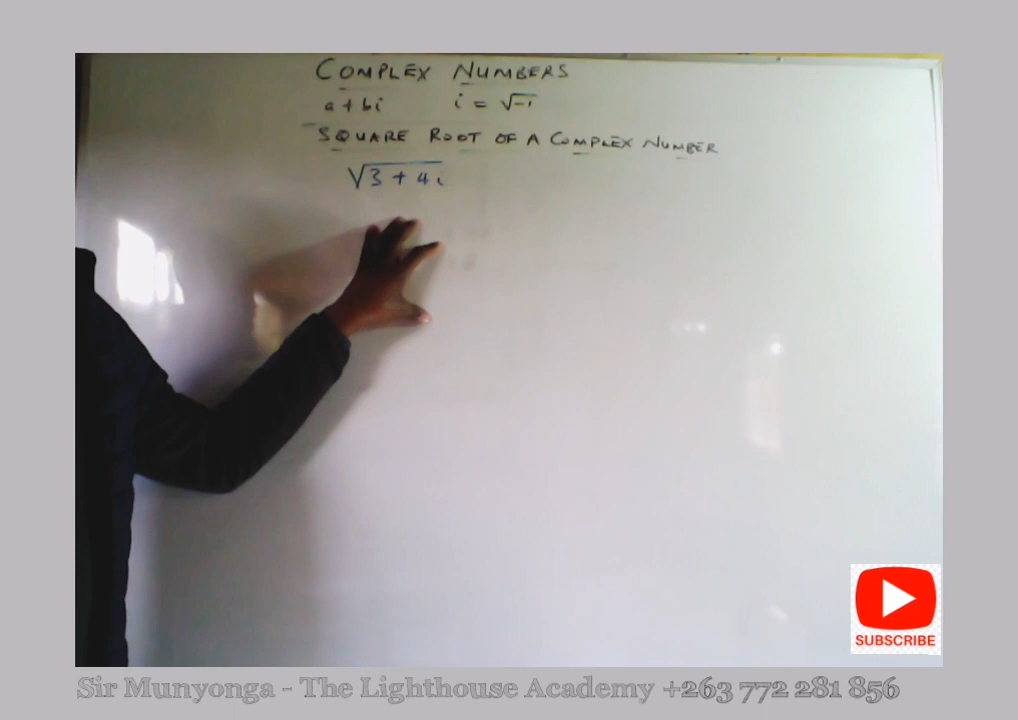 COMPLEX NUMBERS
a + bi i = √-1
SQUARE ROOT OF A COMPLEX NUMBER
√3 + 4i
SUBSCRIBE
Sir Munyonga - The Lighthouse Academy +263 772 281 856